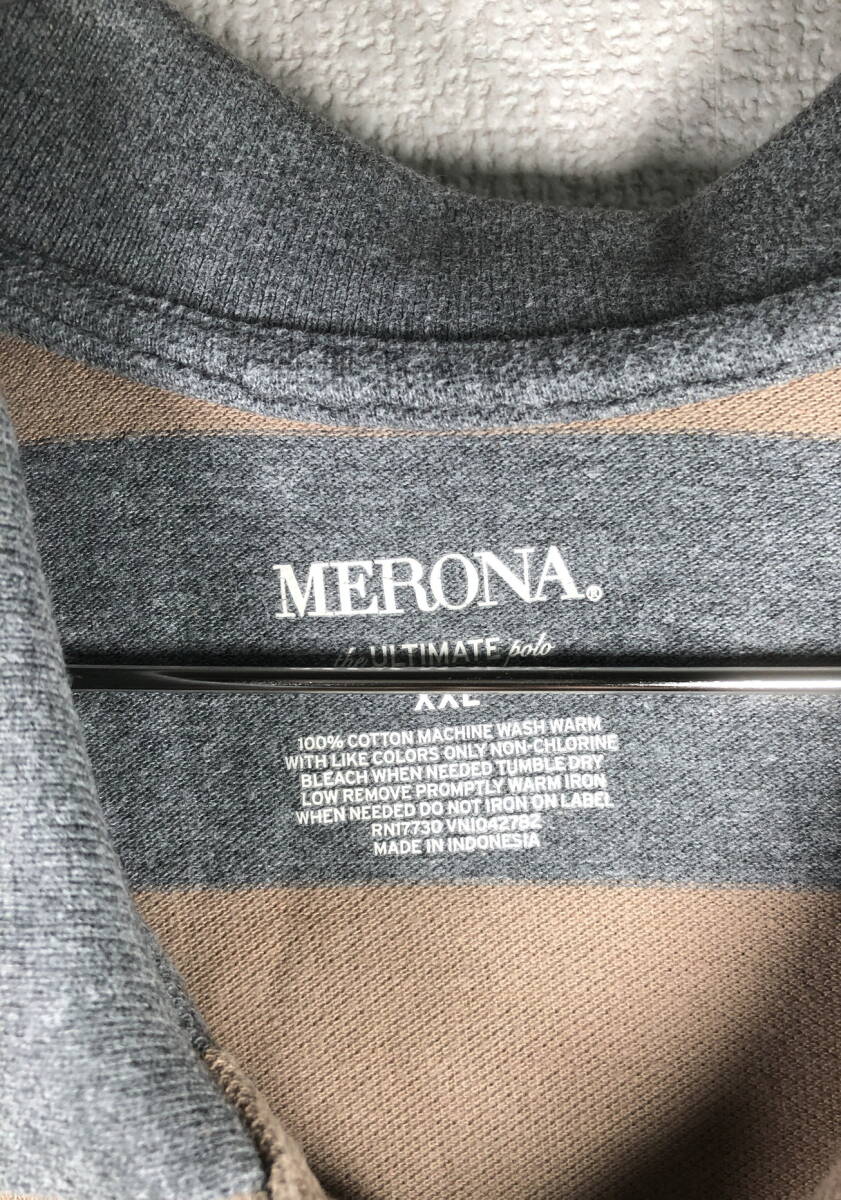 MERONA®
the ULTIMATE polo
XXL
100% COTTON MACHINE WASH WARM
WITH LIKE COLORS ONLY NON-CHLORINE
BLEACH WHEN NEEDED TUMBLE DRY
LOW REMOVE PROMPTLY WARM IRON
WHEN NEEDED DO NOT IRON ON LABEL
RN17730 VN1042782
MADE IN INDONESIA